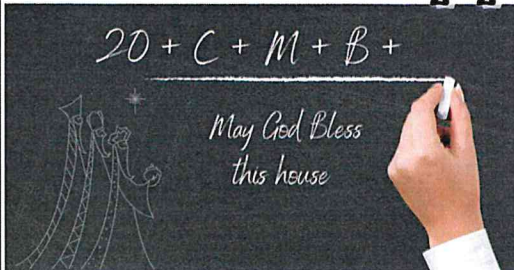 20 + C + M + B +
May God Bless
this house